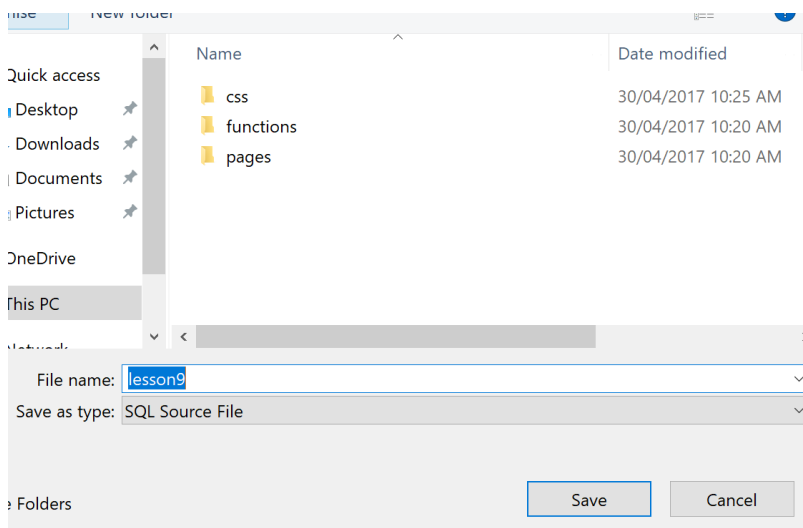 New folder
Name Date modified
Quick access
Desktop
Downloads
Documents
Pictures
OneDrive
This PC
css 30/04/2017 10:25 AM
functions 30/04/2017 10:20 AM
pages 30/04/2017 10:20 AM
File name: lesson9
Save as type: SQL Source File
Folders
Save Cancel